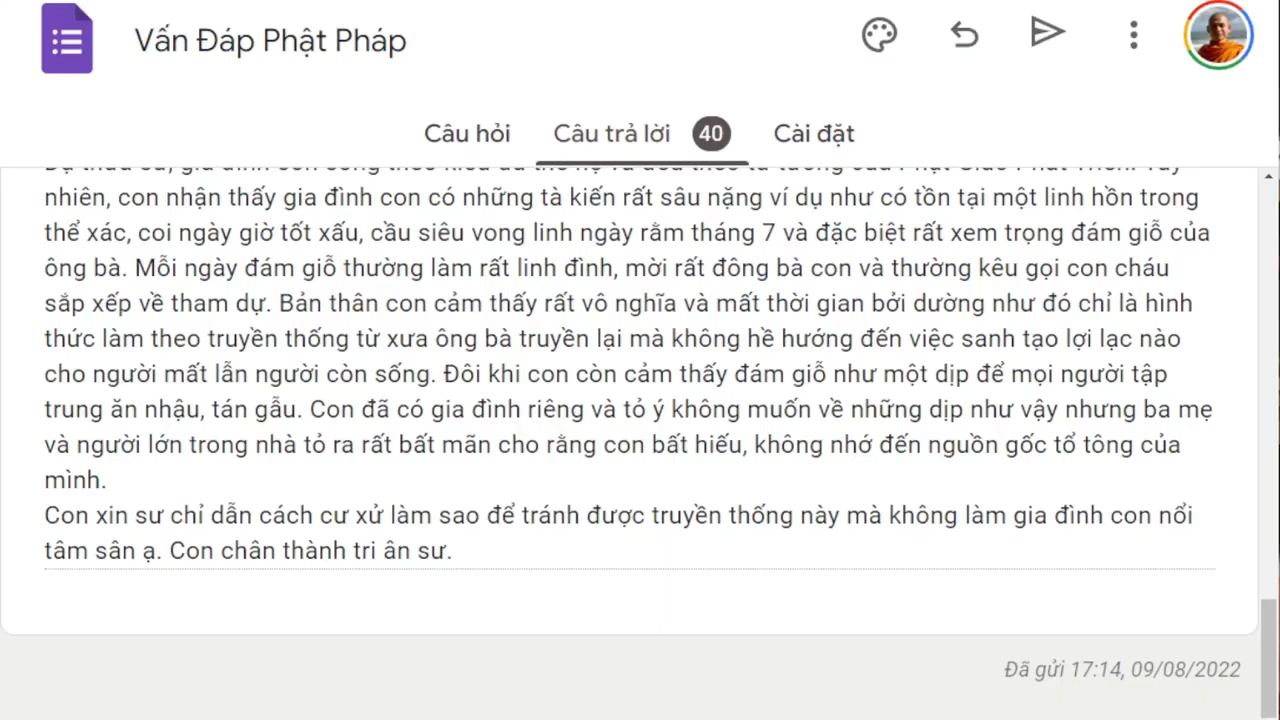 Vấn Đáp Phật Pháp
Câu hỏi
Câu trả lời
40
Cài đặt
nhiên, con nhận thấy gia đình con có những tà kiến rất sâu nặng ví dụ như có tồn tại một linh hồn trong
thể xác, coi ngày giờ tốt xấu, cầu siêu vong linh ngày rằm tháng 7 và đặc biệt rất xem trọng đám giỗ của
ông bà. Mỗi ngày đám giỗ thường làm rất linh đình, mời rất đông bà con và thường kêu gọi con cháu
sắp xếp về tham dự. Bản thân con cảm thấy rất vô nghĩa và mất thời gian bởi dường như đó chỉ là hình
thức làm theo truyền thống từ xưa ông bà truyền lại mà không hề hướng đến việc sanh tạo lợi lạc nào
cho người mất lẫn người còn sống. Đôi khi con còn cảm thấy đám giỗ như một dịp để mọi người tập
trung ăn nhậu, tán gẫu. Con đã có gia đình riêng và tỏ ý không muốn về những dịp như vậy nhưng ba mẹ
và người lớn trong nhà tỏ ra rất bất mãn cho rằng con bất hiếu, không nhớ đến nguồn gốc tổ tông của
mình.
Con xin sư chỉ dẫn cách cư xử làm sao để tránh được truyền thống này mà không làm gia đình con nổi
tâm sân ạ. Con chân thành tri ân sư.
Đã gửi 17:14, 09/08/2022